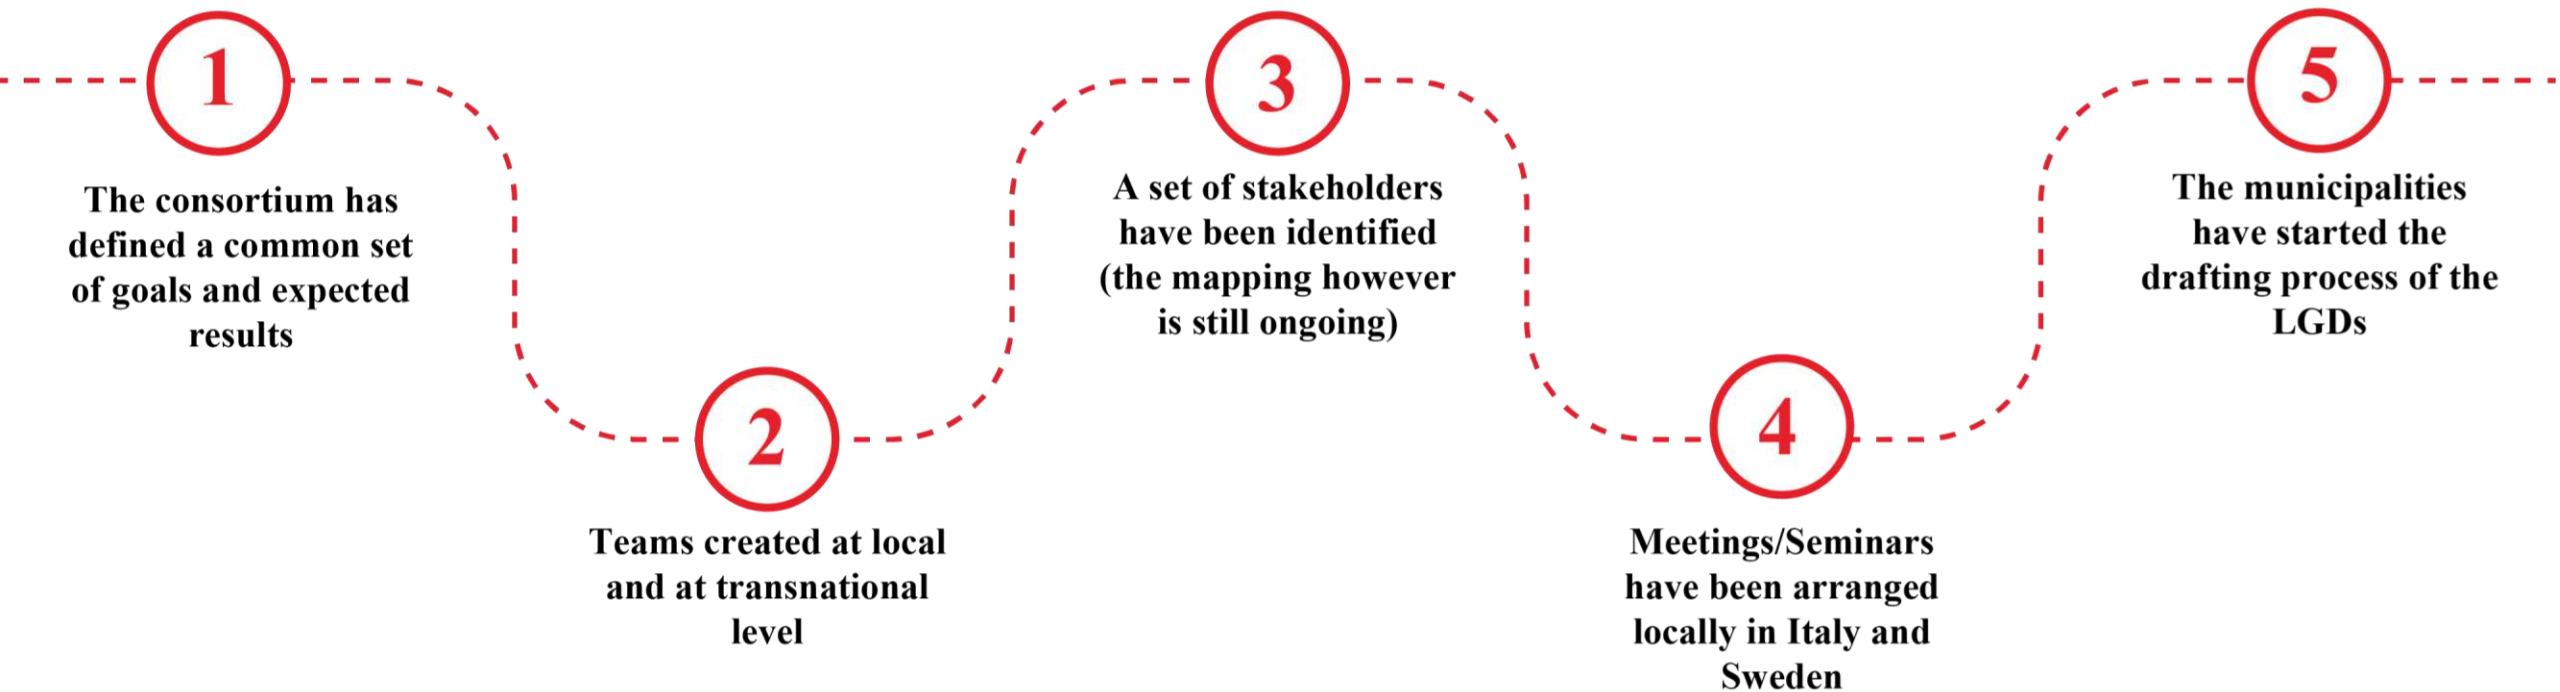 1
The consortium has
defined a common set
of goals and expected
results
2
Teams created at local
and at transnational
level
3
A set of stakeholders
have been identified
(the mapping however
is still ongoing)
4
Meetings/Seminars
have been arranged
locally in Italy and
Sweden
5
The municipalities
have started the
drafting process of the
LGDs